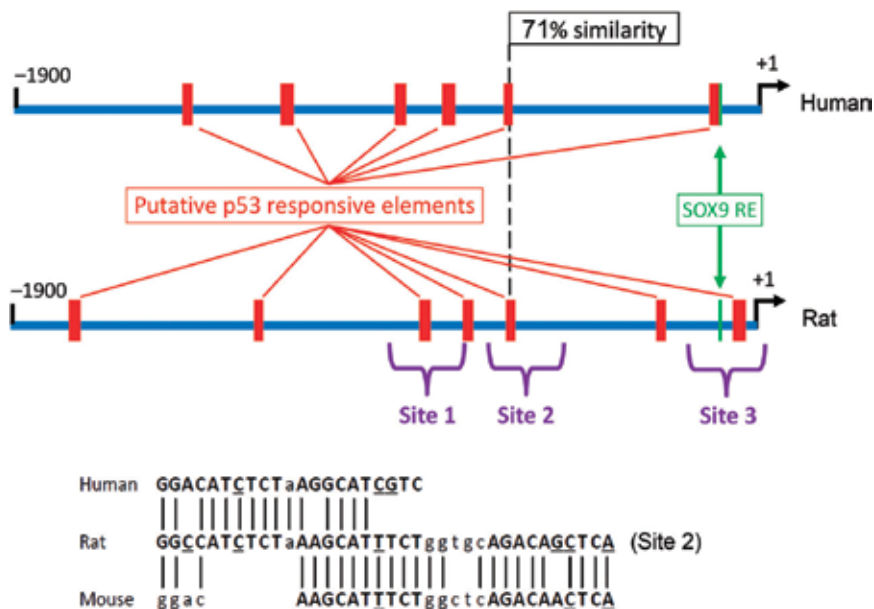 71% similarity
–1900
+1
Human
Putative p53 responsive elements
SOX9 RE
–1900
+1
Rat
Site 1
Site 2
Site 3
Human GGACATCTCTaAGGCATCGTC
Rat GGCCATCTCTaAAGCATTTCTggtgcAGACAGCTCA (Site 2)
Mouse ggac AAGCATTTCTggctcAGACAACTCA